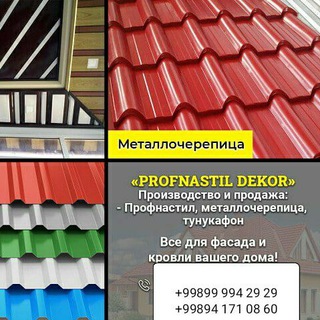 Металлочерепица
«PROFNASTIL DEKOR»
Производство и продажа:
- Профнастил, металлочерепица,
тунукафон
Все для фасада и
кровли вашего дома!
+99899 994 29 29
+99894 171 08 60